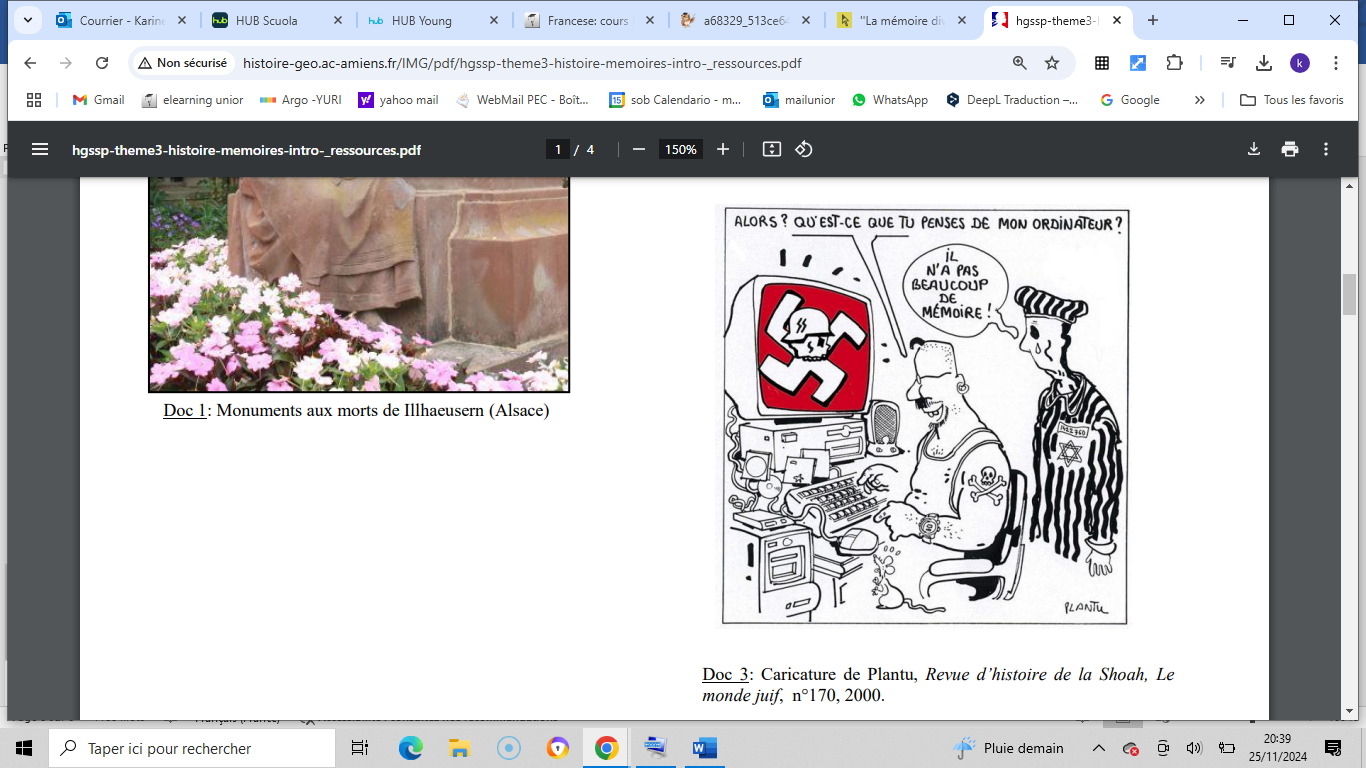 Courrier - Karine
HUB Scuola
HUB Young
Francese: cours
a68329_513ce6
"La mémoire div
hgssp-theme3-h
Non sécurisé
histoire-geo.ac-amiens.fr/IMG/pdf/hgssp-theme3-histoire-memoires-intro-_ressources.pdf
k
Gmail
elearning unior
Argo -YURI
yahoo mail
WebMail PEC - Boît...
sob Calendario - m...
mailunior
WhatsApp
DeepL Traduction –...
Google
Tous les favoris
hgssp-theme3-histoire-memoires-intro-_ressources.pdf
1 / 4
150%
Doc 1: Monuments aux morts de Illhaeusern (Alsace)
ALORS? QU'EST-CE QUE TU PENSES DE MON ORDINATEUR?
iL
N'A PAS
BEAUCOUP
DE
MÉMOIRE!
1422760
PLANTU
Doc 3: Caricature de Plantu, Revue d'histoire de la Shoah, Le
monde juif, n°170, 2000.
Taper ici pour rechercher
Pluie demain
20:39
25/11/2024